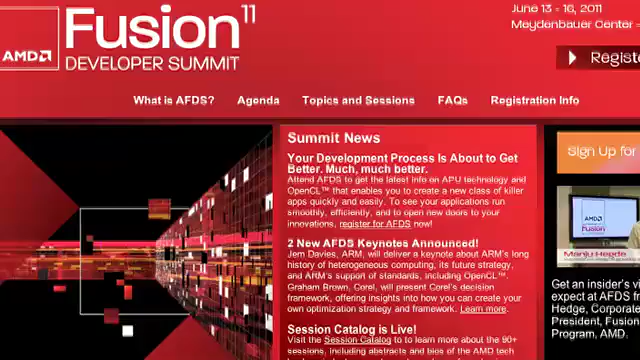 AMD
Fusion 11
DEVELOPER SUMMIT
June 13 - 16, 2011
Meydenbauer Center
What is AFDS?
Agenda
Topics and Sessions
FAQs
Registration Info
Summit News
Your Development Process Is About to Get
Better. Much, much better.
Attend AFDS to get the latest info on APU technology and
OpenCL™ that enables you to create a new class of killer
apps quickly and easily. To see your applications run
smoothly, efficiently, and to open new doors to your
innovations, register for AFDS now!
2 New AFDS Keynotes Announced!
Jem Davies, ARM, will deliver a keynote about ARM's long
history of heterogeneous computing, its future strategy,
and ARM's support of standards, including OpenCL™.
Graham Brown, Corel, will present Corel's decision
framework, offering insights into how you can create your
own optimization strategy and framework. Learn more.
Session Catalog is Live!
Visit the Session Catalog to to learn more about the 90+
sessions, including abstracts and bios of the AMD tech
Sign Up for
AMD
Fusion
Manju Hegde
Get an insider's vi
expect at AFDS fr
Hedge, Corporate
President, Fusion
Program, AMD.